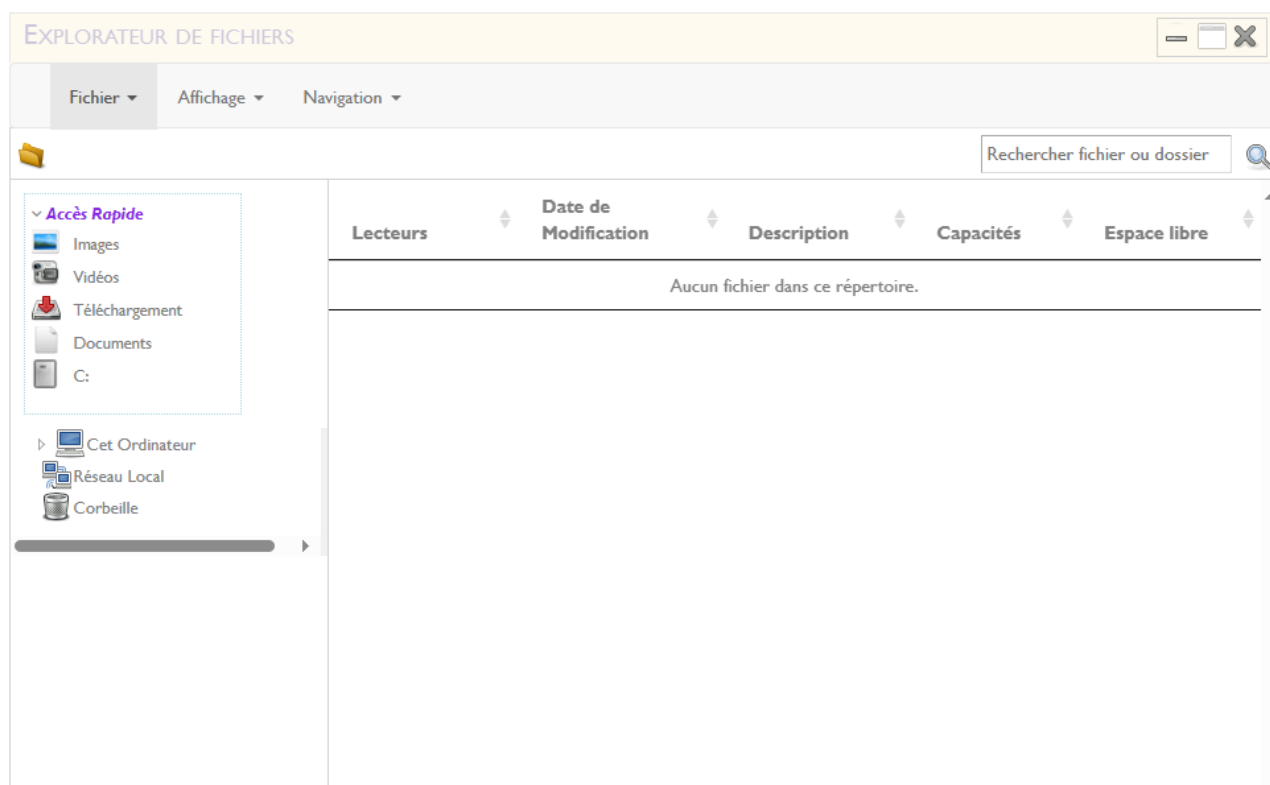 EXPLORATEUR DE FICHIERS
Fichier Affichage Navigation
Rechercher fichier ou dossier
Accès Rapide
Images
Vidéos
Téléchargement
Documents
C:
Cet Ordinateur
Réseau Local
Corbeille
Lecteurs Date de Modification Description Capacités Espace libre
Aucun fichier dans ce répertoire.